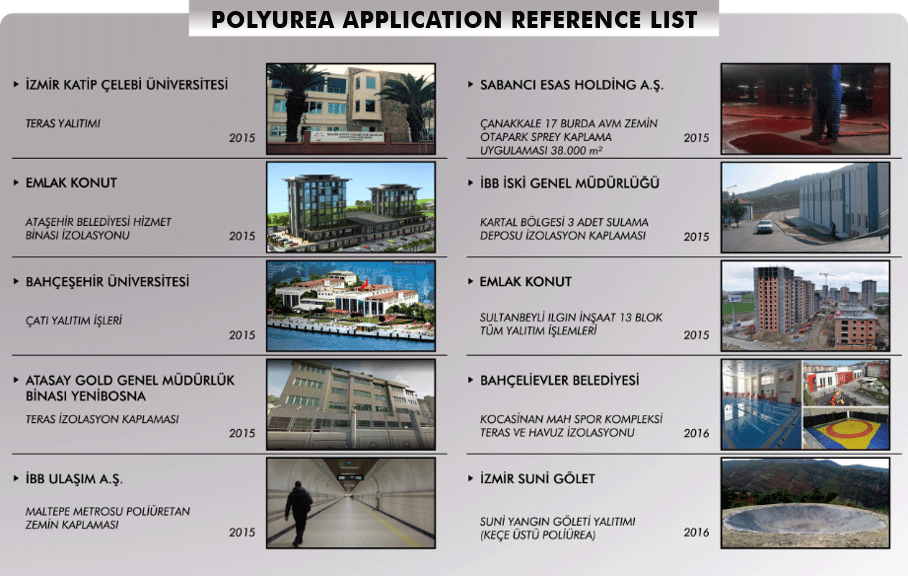 POLYUREA APPLICATION REFERENCE LIST
İZMİR KATİP ÇELEBİ ÜNİVERSİTESİ
TERAS YALITIMI
2015
EMLAK KONUT
ATAŞEHİR BELEDİYESİ HİZMET
BİNASI İZOLASYONU
2015
BAHÇEŞEHİR ÜNİVERSİTESİ
ÇATI YALITIM İŞLERİ
2015
ATASAY GOLD GENEL MÜDÜRLÜK
BİNASI YENİBOSNA
TERAS İZOLASYON KAPLAMASI
2015
İBB ULAŞIM A.Ş.
MALTEPE METROSU POLİÜRETAN
ZEMİN KAPLAMASI
2015
SABANCI ESAS HOLDİNG A.Ş.
ÇANAKKALE 17 BURDA AVM ZEMİN
OTAPARK SPREY KAPLAMA
UYGULAMASI 38.000 m²
2015
İBB İSKİ GENEL MÜDÜRLÜĞÜ
KARTAL BÖLGESİ 3 ADET SULAMA
DEPOSU İZOLASYON KAPLAMASI
2015
EMLAK KONUT
SULTANBEYLİ ILGIN İNŞAAT 13 BLOK
TÜM YALITIM İŞLEMLERİ
2015
BAHÇELİEVLER BELEDİYESİ
KOCASİNAN MAH SPOR KOMPLEKSİ
TERAS VE HAVUZ İZOLASYONU
2016
İZMİR SUNİ GÖLET
SUNİ YANGIN GÖLETİ YALITIMI
(KEÇE ÜSTÜ POLİÜREA)
2016